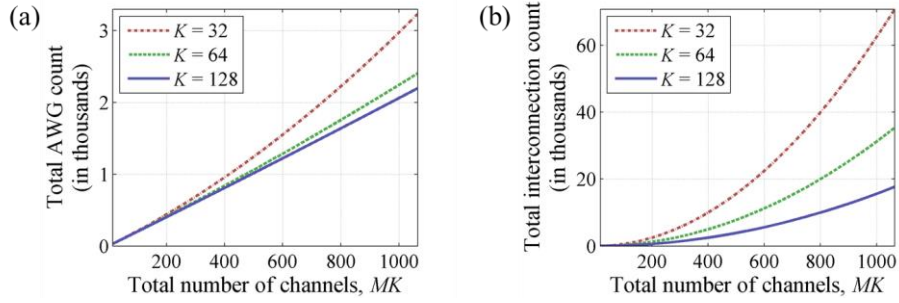 (a)
Total AWG count
(in thousands)
3
2
1
0
K = 32
K = 64
K = 128
200 400 600 800 1000
Total number of channels, MK
(b)
Total interconnection count
(in thousands)
60
40
20
0
K = 32
K = 64
K = 128
200 400 600 800 1000
Total number of channels, MK